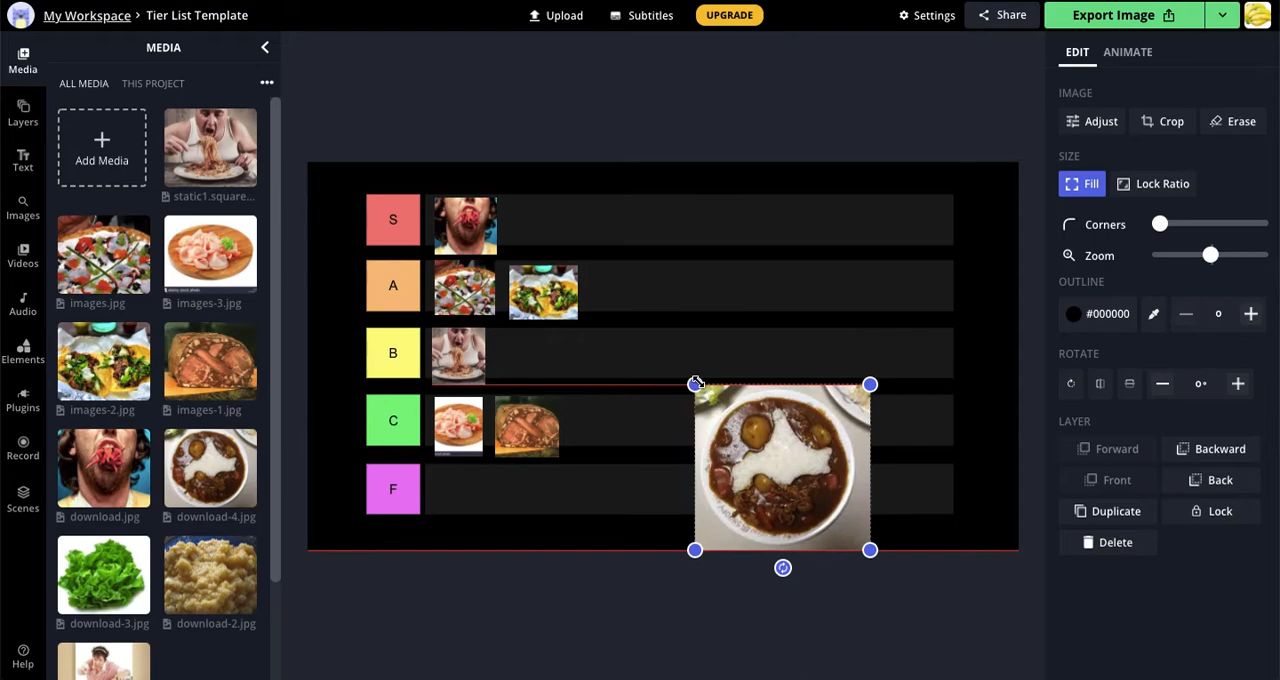 My Workspace › Tier List Template
Upload
Subtitles
UPGRADE
Settings
Share
Export Image
Media
Layers
Text
Images
Videos
Audio
Elements
Plugins
Record
Scenes
Help
MEDIA
ALL MEDIA
THIS PROJECT
Add Media
static1.square...
images.jpg
images-3.jpg
images-2.jpg
images-1.jpg
download.jpg
download-4.jpg
download-3.jpg
download-2.jpg
S
A
B
C
F
EDIT
ANIMATE
IMAGE
Adjust
Crop
Erase
SIZE
Fill
Lock Ratio
Corners
Zoom
OUTLINE
#000000
0
ROTATE
0°
LAYER
Forward
Backward
Front
Back
Duplicate
Lock
Delete